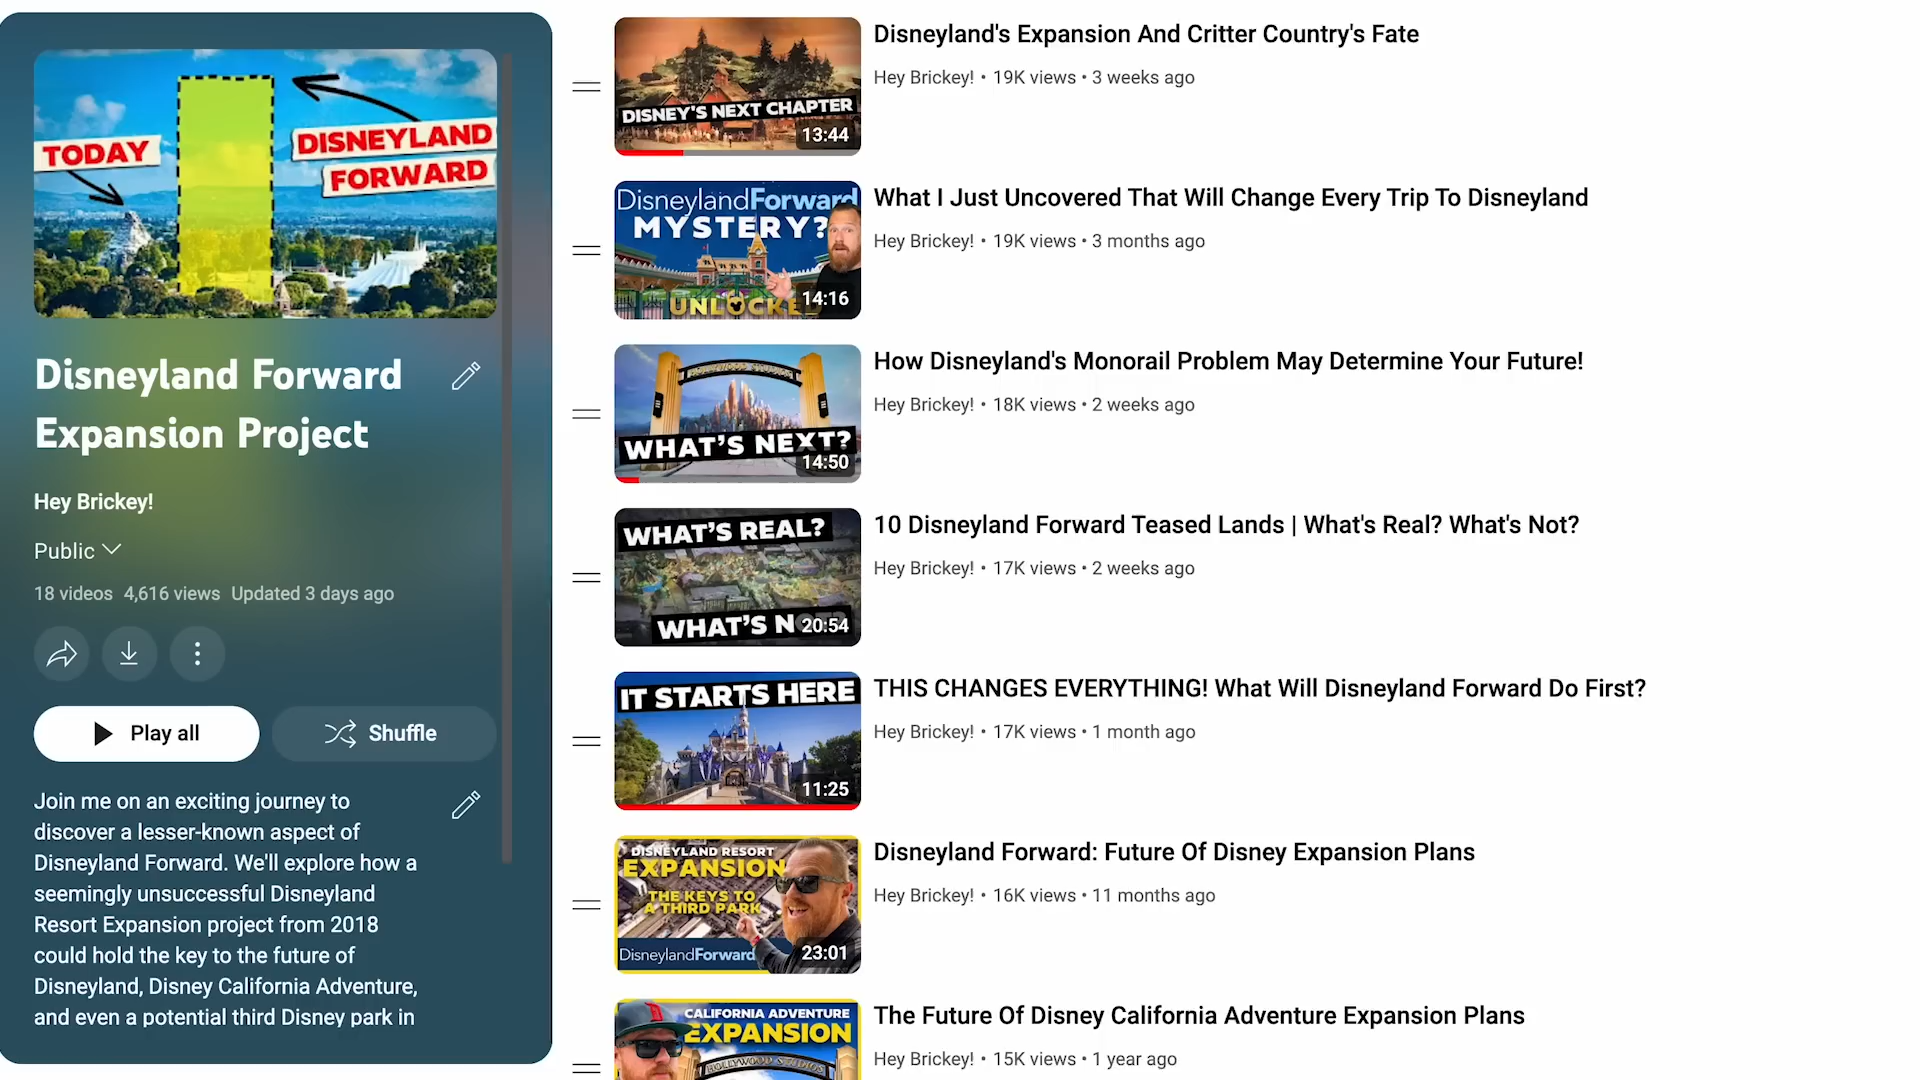 TODAY
DISNEYLAND
FORWARD
Disneyland Forward
Expansion Project
Hey Brickey!
Public
18 videos 4,616 views Updated 3 days ago
Play all
Shuffle
Join me on an exciting journey to
discover a lesser-known aspect of
Disneyland Forward. We'll explore how a
seemingly unsuccessful Disneyland
Resort Expansion project from 2018
could hold the key to the future of
Disneyland, Disney California Adventure,
and even a potential third Disney park in
DISNEY'S NEXT CHAPTER
13:44
Disneyland's Expansion And Critter Country's Fate
Hey Brickey! • 19K views • 3 weeks ago
DisneylandForward
MYSTERY?
UNLOCKE
14:16
What I Just Uncovered That Will Change Every Trip To Disneyland
Hey Brickey! • 19K views • 3 months ago
WHAT'S NEXT?
14:50
How Disneyland's Monorail Problem May Determine Your Future!
Hey Brickey! • 18K views • 2 weeks ago
WHAT'S REAL?
WHAT'S N
20:54
10 Disneyland Forward Teased Lands | What's Real? What's Not?
Hey Brickey! • 17K views • 2 weeks ago
IT STARTS HERE
11:25
THIS CHANGES EVERYTHING! What Will Disneyland Forward Do First?
Hey Brickey! • 17K views • 1 month ago
DISNEYLAND RESORT
EXPANSION
THE KEYS TO
A THIRD PARK
DisneylandForward
23:01
Disneyland Forward: Future Of Disney Expansion Plans
Hey Brickey! • 16K views • 11 months ago
CALIFORNIA ADVENTURE
EXPANSION
HOLLYWOOD STUDIOS
The Future Of Disney California Adventure Expansion Plans
Hey Brickey! • 15K views • 1 year ago